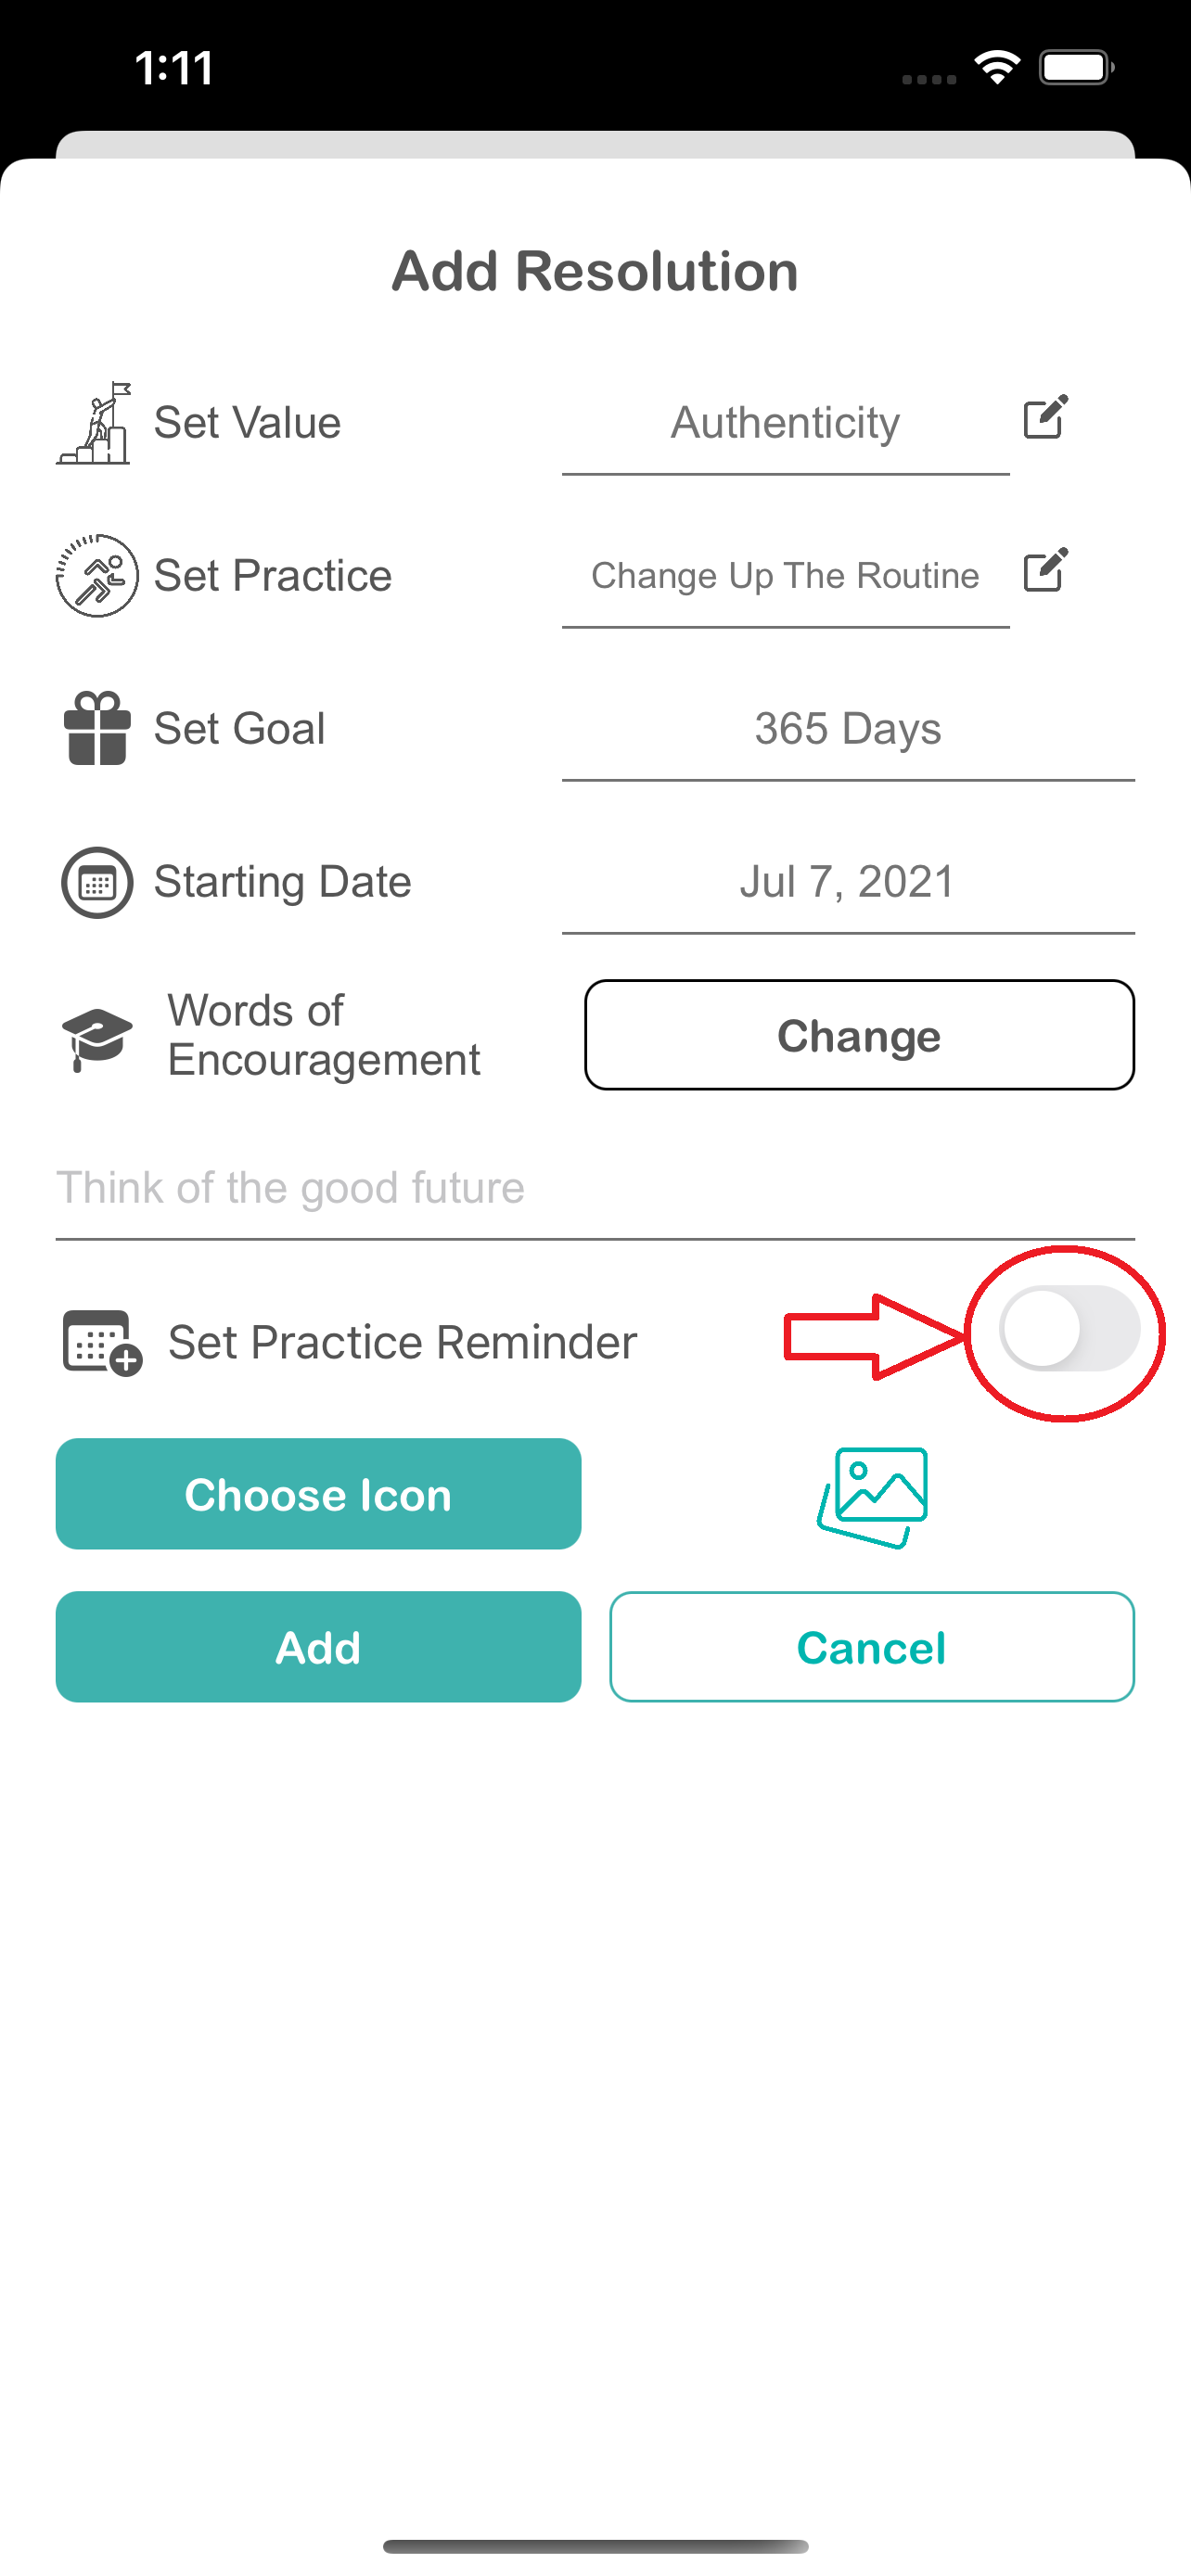 1:11
Add Resolution
Set Value
Authenticity
Set Practice
Change Up The Routine
Set Goal
365 Days
Starting Date
Jul 7, 2021
Words of
Encouragement
Change
Think of the good future
Set Practice Reminder
Choose Icon
Add
Cancel